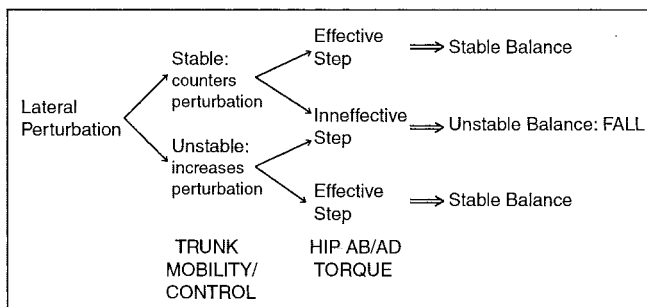 Lateral
Perturbation
Stable:
counters
perturbation
Unstable:
increases
perturbation
Effective
Step
Inneffective
Step
Effective
Step
Stable Balance
Unstable Balance: FALL
Stable Balance
TRUNK
MOBILITY/
CONTROL
HIP AB/AD
TORQUE